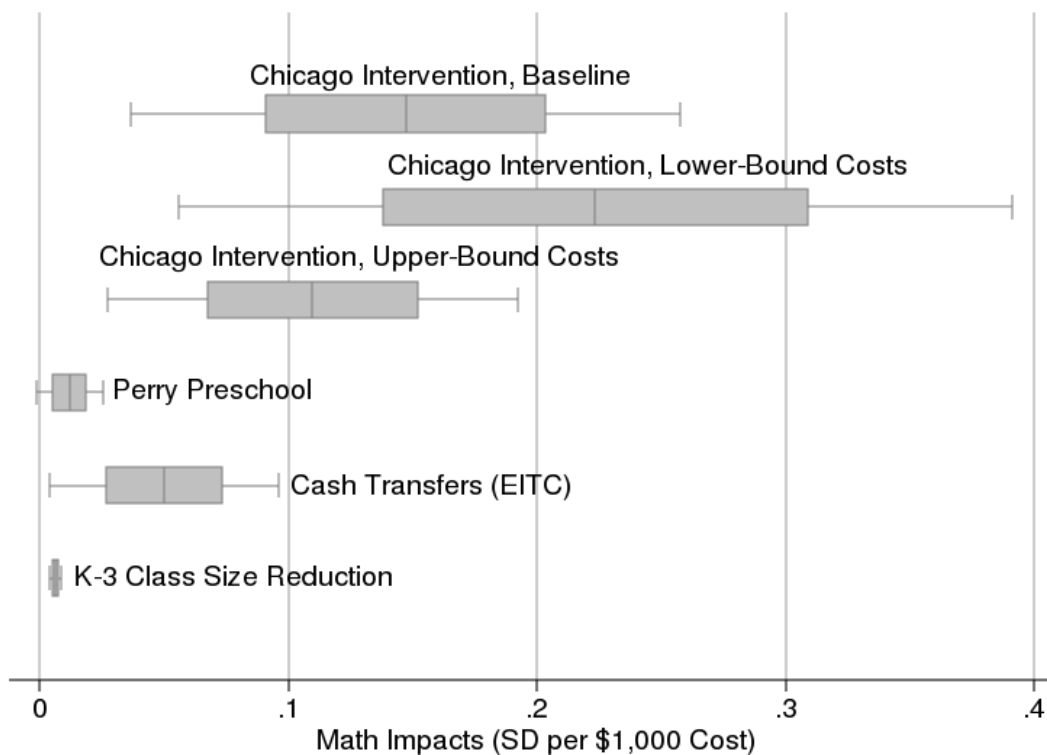 Chicago Intervention, Baseline
Chicago Intervention, Lower-Bound Costs
Chicago Intervention, Upper-Bound Costs
Perry Preschool
Cash Transfers (EITC)
K-3 Class Size Reduction
0 .1 .2 .3 .4
Math Impacts (SD per $1,000 Cost)